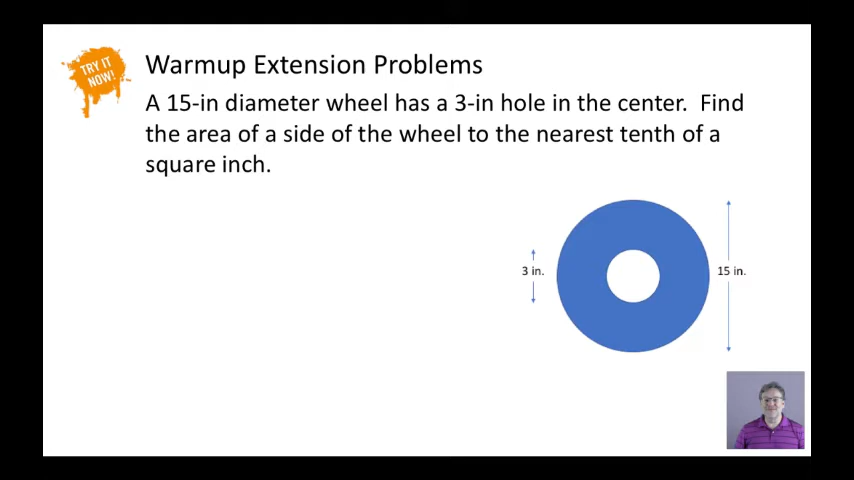 TRY IT
NOW!
Warmup Extension Problems
A 15-in diameter wheel has a 3-in hole in the center. Find
the area of a side of the wheel to the nearest tenth of a
square inch.
3 in.
15 in.